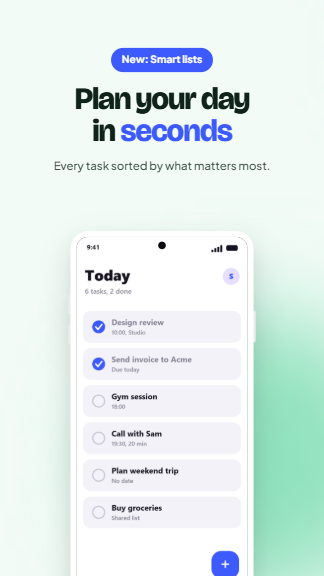 New: Smart lists
Plan your day
in seconds
Every task sorted by what matters most.
9:41
Today
S
6 tasks, 2 done
Design review
10:00, Studio
Send invoice to Acme
Due today
Gym session
18:00
Call with Sam
19:30, 20 min
Plan weekend trip
No date
Buy groceries
Shared list
+